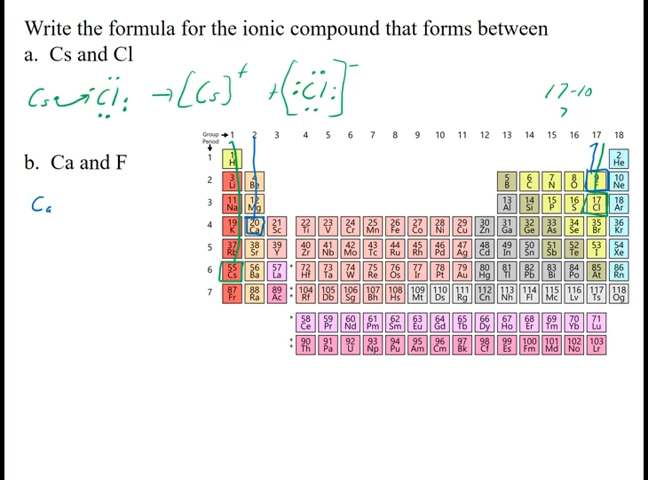 Write the formula for the ionic compound that forms between
a. Cs and Cl
Cs Cl → [Cs]+ + [:Cl:]−
17-10
7
b. Ca and F
Ca
Group → 1 2 3 4 5 6 7 8 9 10 11 12 13 14 15 16 17 18
Period
1 1 H 2 He
2 3 Li 4 Be 5 B 6 C 7 N 8 O 9 10 Ne
3 11 Na 12 Mg 13 Al 14 Si 15 P 16 S 17 Cl 18 Ar
4 19 K 20 Ca 21 Sc 22 Ti 23 V 24 Cr 25 Mn 26 Fe 27 Co 28 Ni 29 Cu 30 Zn 31 Ga 32 Ge 33 As 34 Se 35 Br 36 Kr
5 37 Rb 38 Sr 39 Y 40 Zr 41 Nb 42 Mo 43 Tc 44 Ru 45 Rh 46 Pd 47 Ag 48 Cd 49 In 50 Sn 51 Sb 52 Te 53 I 54 Xe
6 55 Cs 56 Ba 57 La * 72 Hf 73 Ta 74 W 75 Re 76 Os 77 Ir 78 Pt 79 Au 80 Hg 81 Tl 82 Pb 83 Bi 84 Po 85 At 86 Rn
7 87 Fr 88 Ra 89 Ac ** 104 Rf 105 Db 106 Sg 107 Bh 108 Hs 109 Mt 110 Ds 111 Rg 112 Cn 113 Nh 114 Fl 115 Mc 116 Lv 117 Ts 118 Og
* 58 Ce 59 Pr 60 Nd 61 Pm 62 Sm 63 Eu 64 Gd 65 Tb 66 Dy 67 Ho 68 Er 69 Tm 70 Yb 71 Lu
** 90 Th 91 Pa 92 U 93 Np 94 Pu 95 Am 96 Cm 97 Bk 98 Cf 99 Es 100 Fm 101 Md 102 No 103 Lr